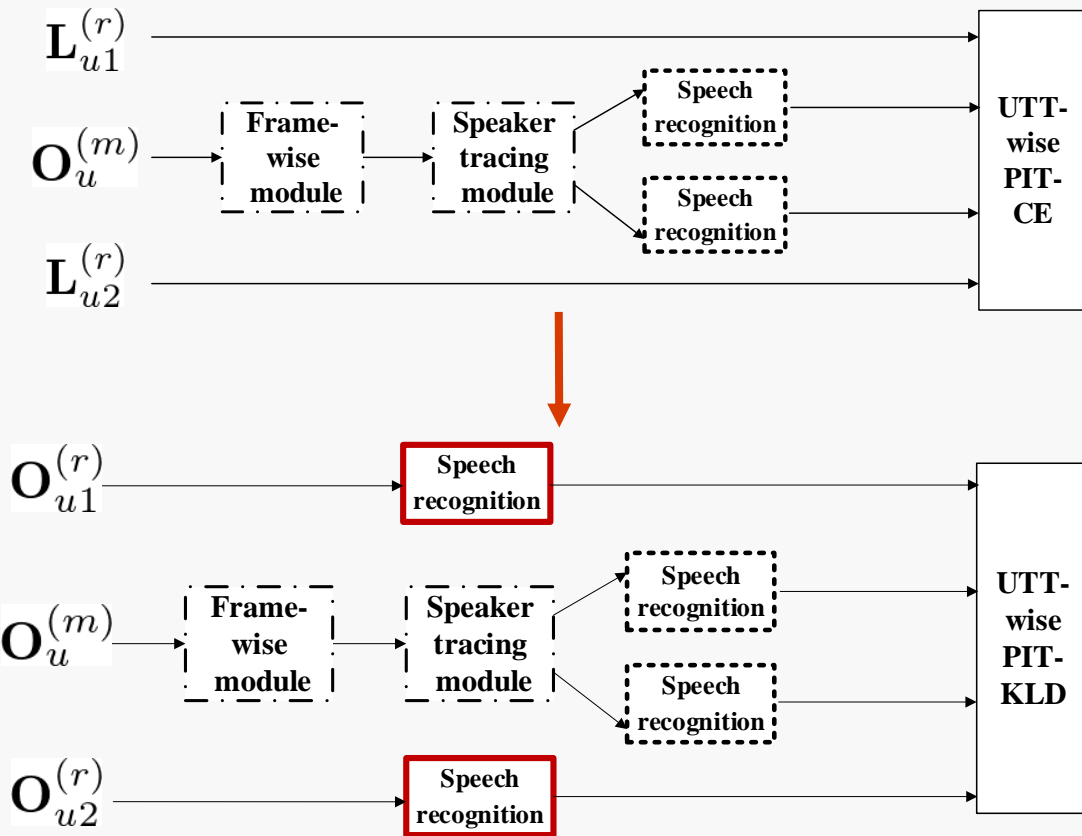 L_{u1}^{(r)}
Speech
recognition
Frame-
wise
module
Speaker
tracing
module
O_u^{(m)}
Speech
recognition
UTT-
wise
PIT-
CE
L_{u2}^{(r)}
O_{u1}^{(r)}
Speech
recognition
Speech
recognition
O_u^{(m)}
Frame-
wise
module
Speaker
tracing
module
Speech
recognition
UTT-
wise
PIT-
KLD
O_{u2}^{(r)}
Speech
recognition